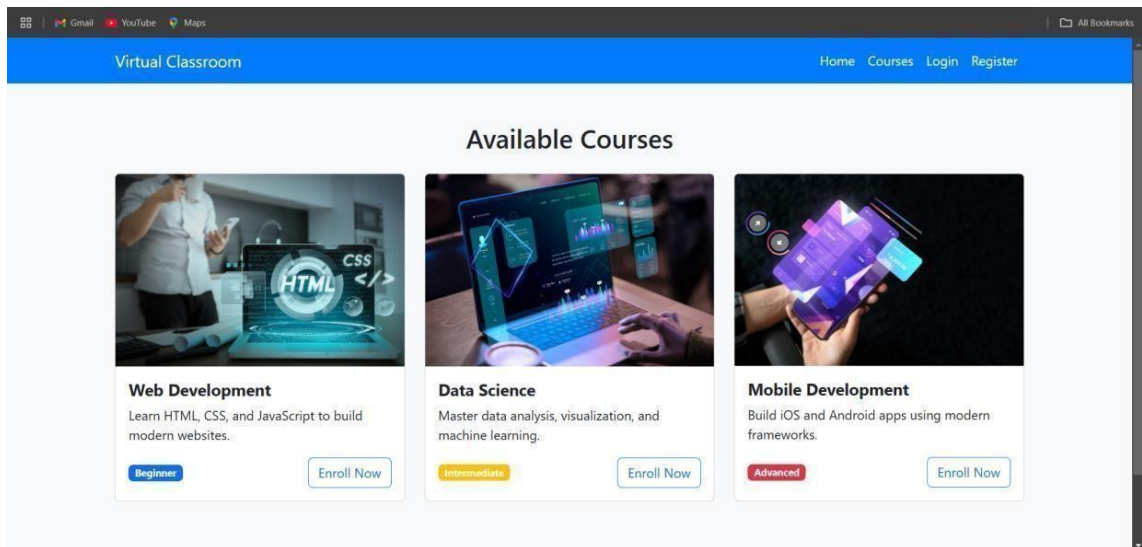 Gmail YouTube Maps All Bookmarks
Virtual Classroom Home Courses Login Register
Available Courses
HTML
CSS
</>
Web Development
Learn HTML, CSS, and JavaScript to build
modern websites.
Beginner Enroll Now
Data Science
Master data analysis, visualization, and
machine learning.
Intermediate Enroll Now
Mobile Development
Build iOS and Android apps using modern
frameworks.
Advanced Enroll Now